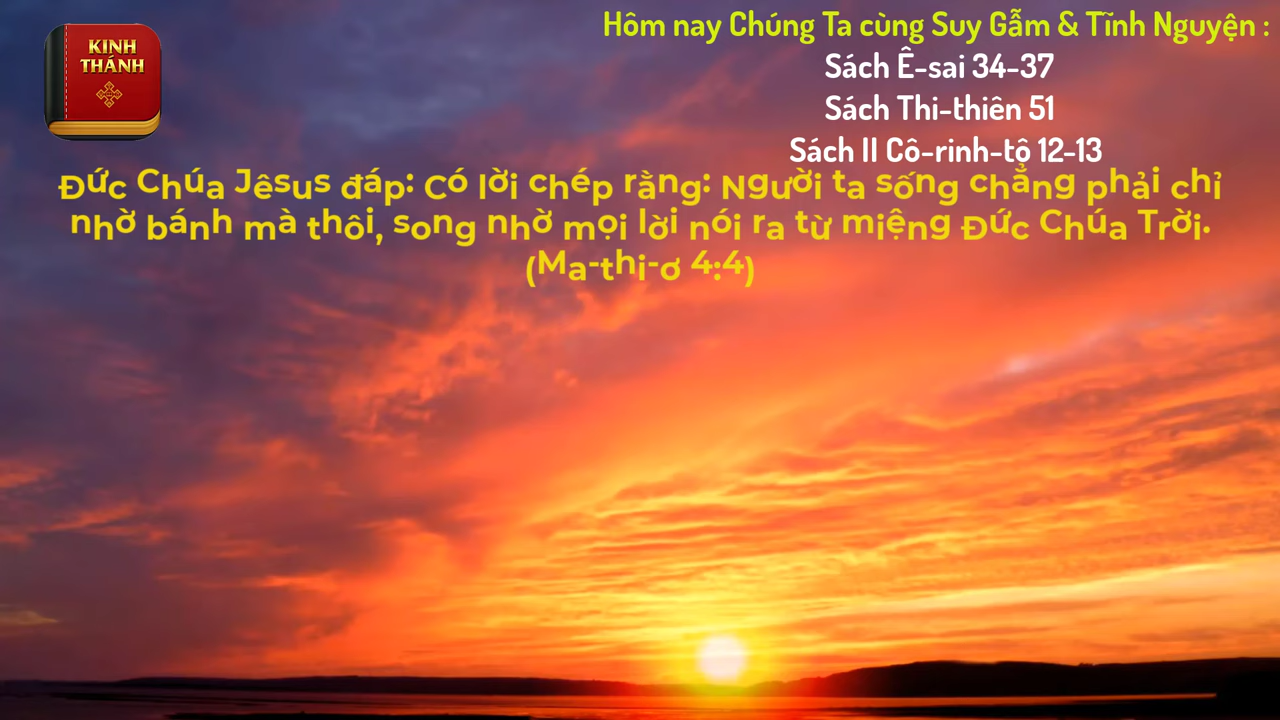 KINH
THÁNH
Hôm nay Chúng Ta cùng Suy Gẫm & Tĩnh Nguyện :
Sách Ê-sai 34-37
Sách Thi-thiên 51
Sách II Cô-rinh-tô 12-13
Đức Chúa Jêsus đáp: Có lời chép rằng: Người ta sống chẳng phải chỉ
nhờ bánh mà thôi, song nhờ mọi lời nói ra từ miệng Đức Chúa Trời.
(Ma-thi-ơ 4:4)